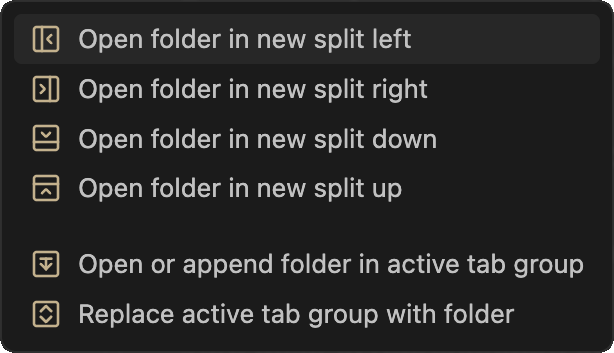 Open folder in new split left
Open folder in new split right
Open folder in new split down
Open folder in new split up
Open or append folder in active tab group
Replace active tab group with folder